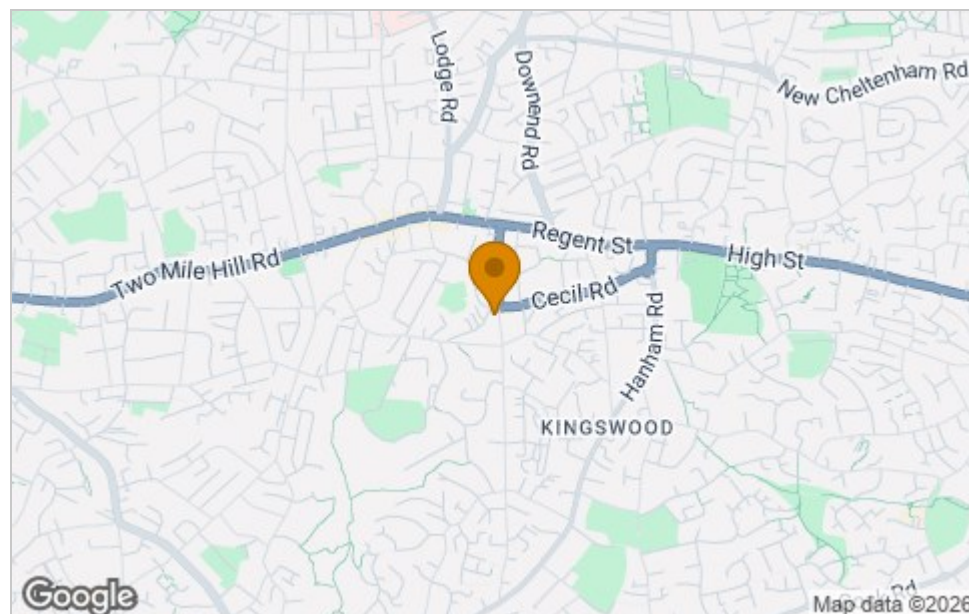 Lodge Rd
Downend Rd
New Cheltenham Rd
Two Mile Hill Rd
Regent St
High St
Cecil Rd
Hanham Rd
KINGSWOOD
Google
Map data ©2026